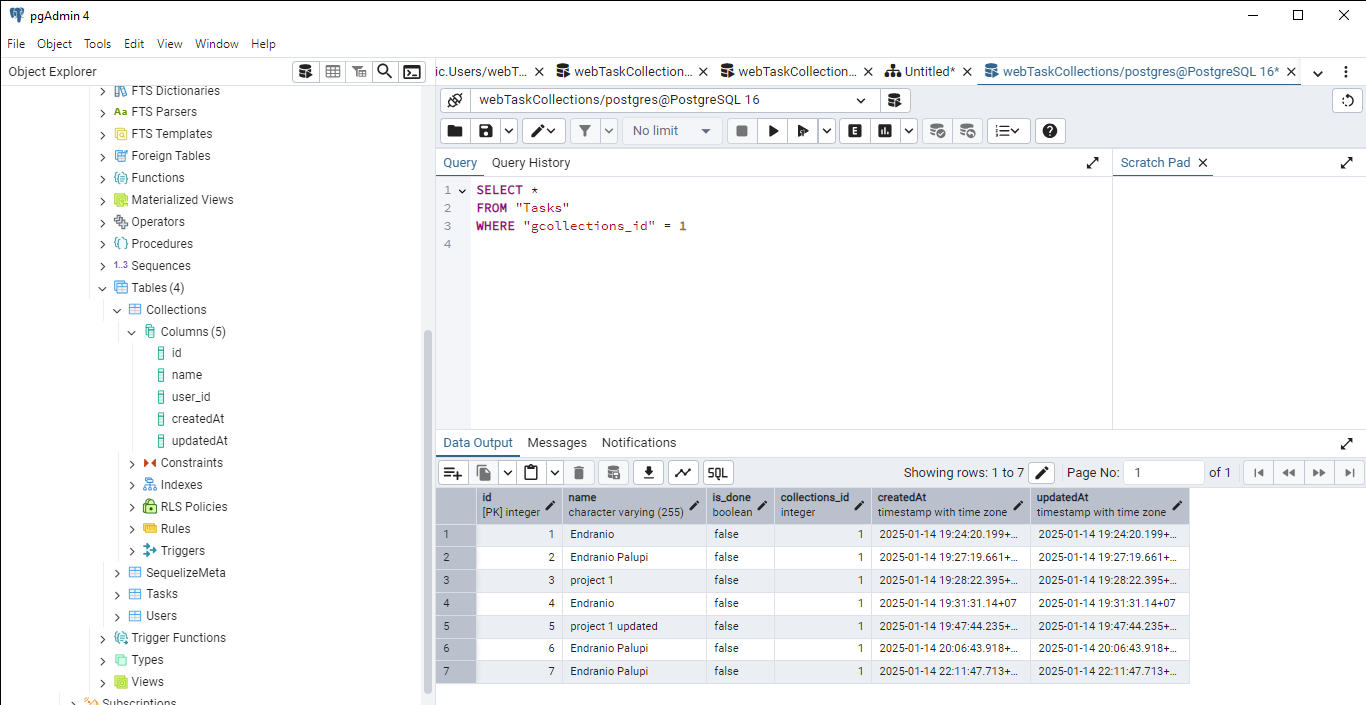 pgAdmin 4
File Object Tools Edit View Window Help
Object Explorer
ic.Users/webT...
webTaskCollection...
webTaskCollection...
Untitled*
webTaskCollections/postgres@PostgreSQL 16*
webTaskCollections/postgres@PostgreSQL 16
No limit
E
Query Query History
Scratch Pad
1 SELECT *
2 FROM "Tasks"
3 WHERE "gcollections_id" = 1
4
FTS Dictionaries
Aa FTS Parsers
FTS Templates
Foreign Tables
Functions
Materialized Views
Operators
Procedures
1..3 Sequences
Tables (4)
Collections
Columns (5)
id
name
user_id
createdAt
updatedAt
Constraints
Indexes
RLS Policies
Rules
Triggers
SequelizeMeta
Tasks
Users
Trigger Functions
Types
Views
Subscriptions
Data Output Messages Notifications
SQL
Showing rows: 1 to 7
Page No: 1 of 1
id name is_done collections_id createdAt updatedAt
[PK] integer character varying (255) boolean integer timestamp with time zone timestamp with time zone
1 1 Endranio false 1 2025-01-14 19:24:20.199+... 2025-01-14 19:24:20.199+...
2 2 Endranio Palupi false 1 2025-01-14 19:27:19.661+... 2025-01-14 19:27:19.661+...
3 3 project 1 false 1 2025-01-14 19:28:22.395+... 2025-01-14 19:28:22.395+...
4 4 Endranio false 1 2025-01-14 19:31:31.14+07 2025-01-14 19:31:31.14+07
5 5 project 1 updated false 1 2025-01-14 19:47:44.235+... 2025-01-14 19:47:44.235+...
6 6 Endranio Palupi false 1 2025-01-14 20:06:43.918+... 2025-01-14 20:06:43.918+...
7 7 Endranio Palupi false 1 2025-01-14 22:11:47.713+... 2025-01-14 22:11:47.713+...